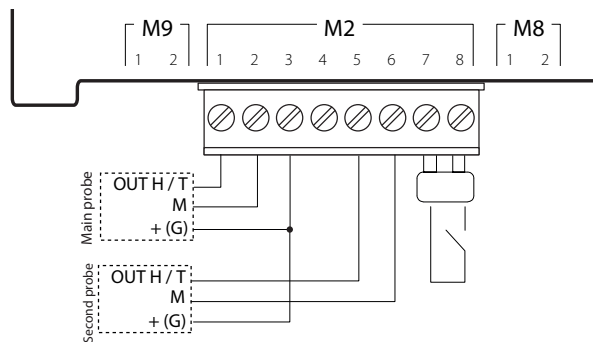 M9 M2 M8
1 2 1 2 3 4 5 6 7 8 1 2
Main probe
OUT H / T
M
+ (G)
Second probe
OUT H / T
M
+ (G)